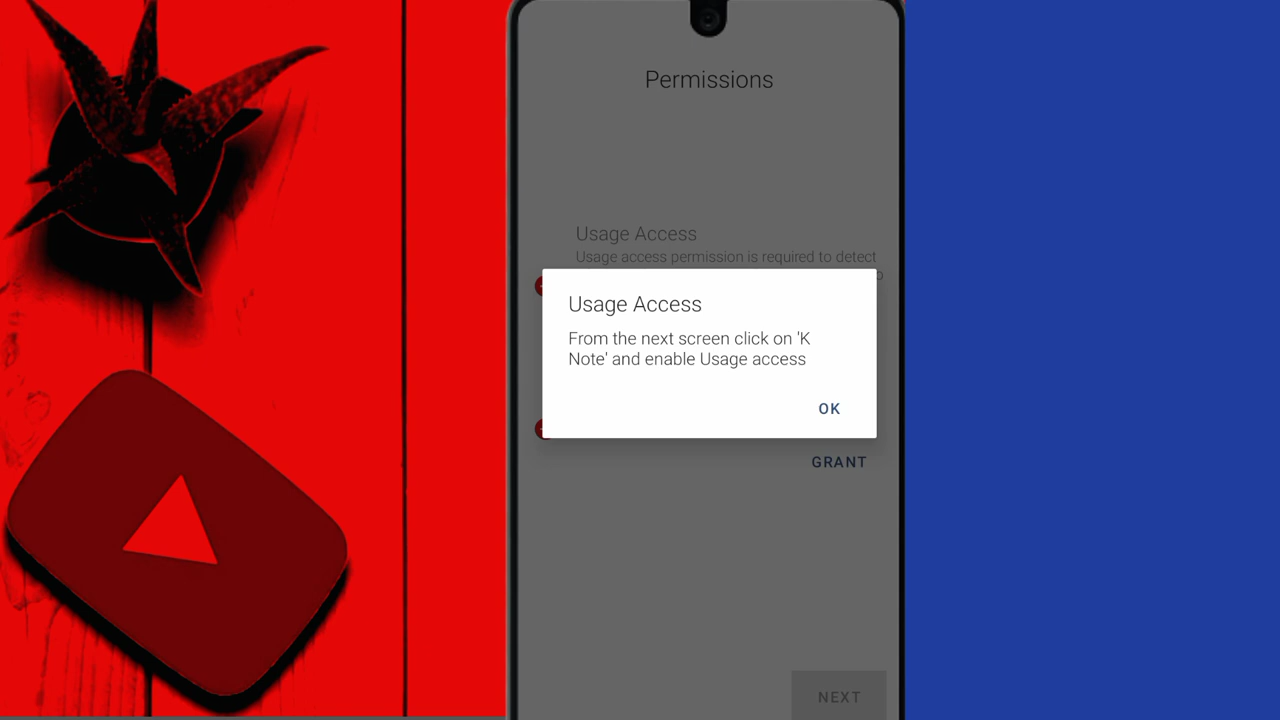 Permissions
Usage Access
Usage access permission is required to detect
Usage Access
From the next screen click on 'K
Note' and enable Usage access
OK
GRANT
NEXT